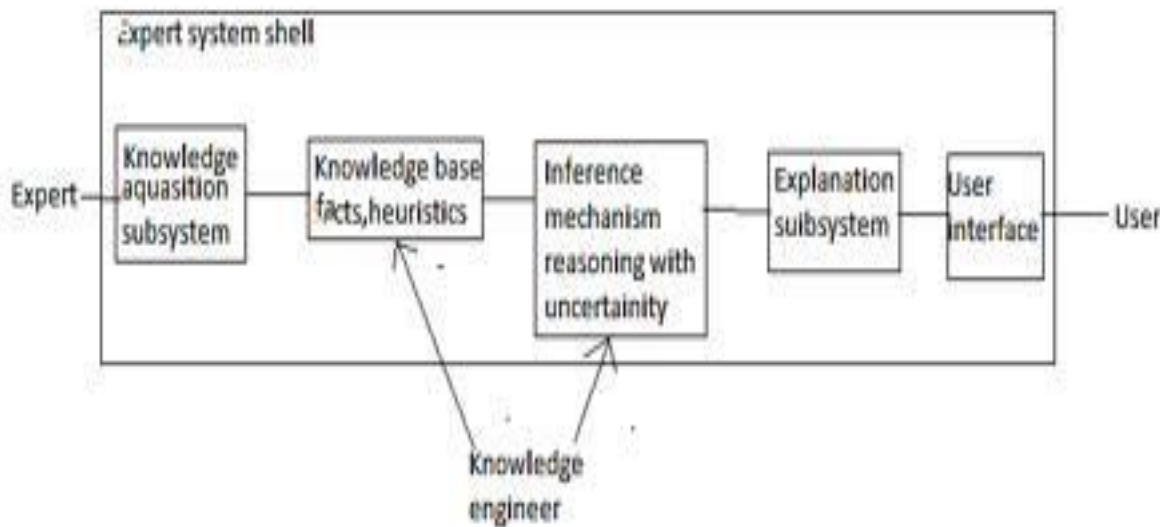 Expert system shell
Expert
Knowledge
aquasition
subsystem
Knowledge base
facts,heuristics
Inference
mechanism
reasoning with
uncertainity
Explanation
suibsystem
User
interface
User
Knowledge
engineer